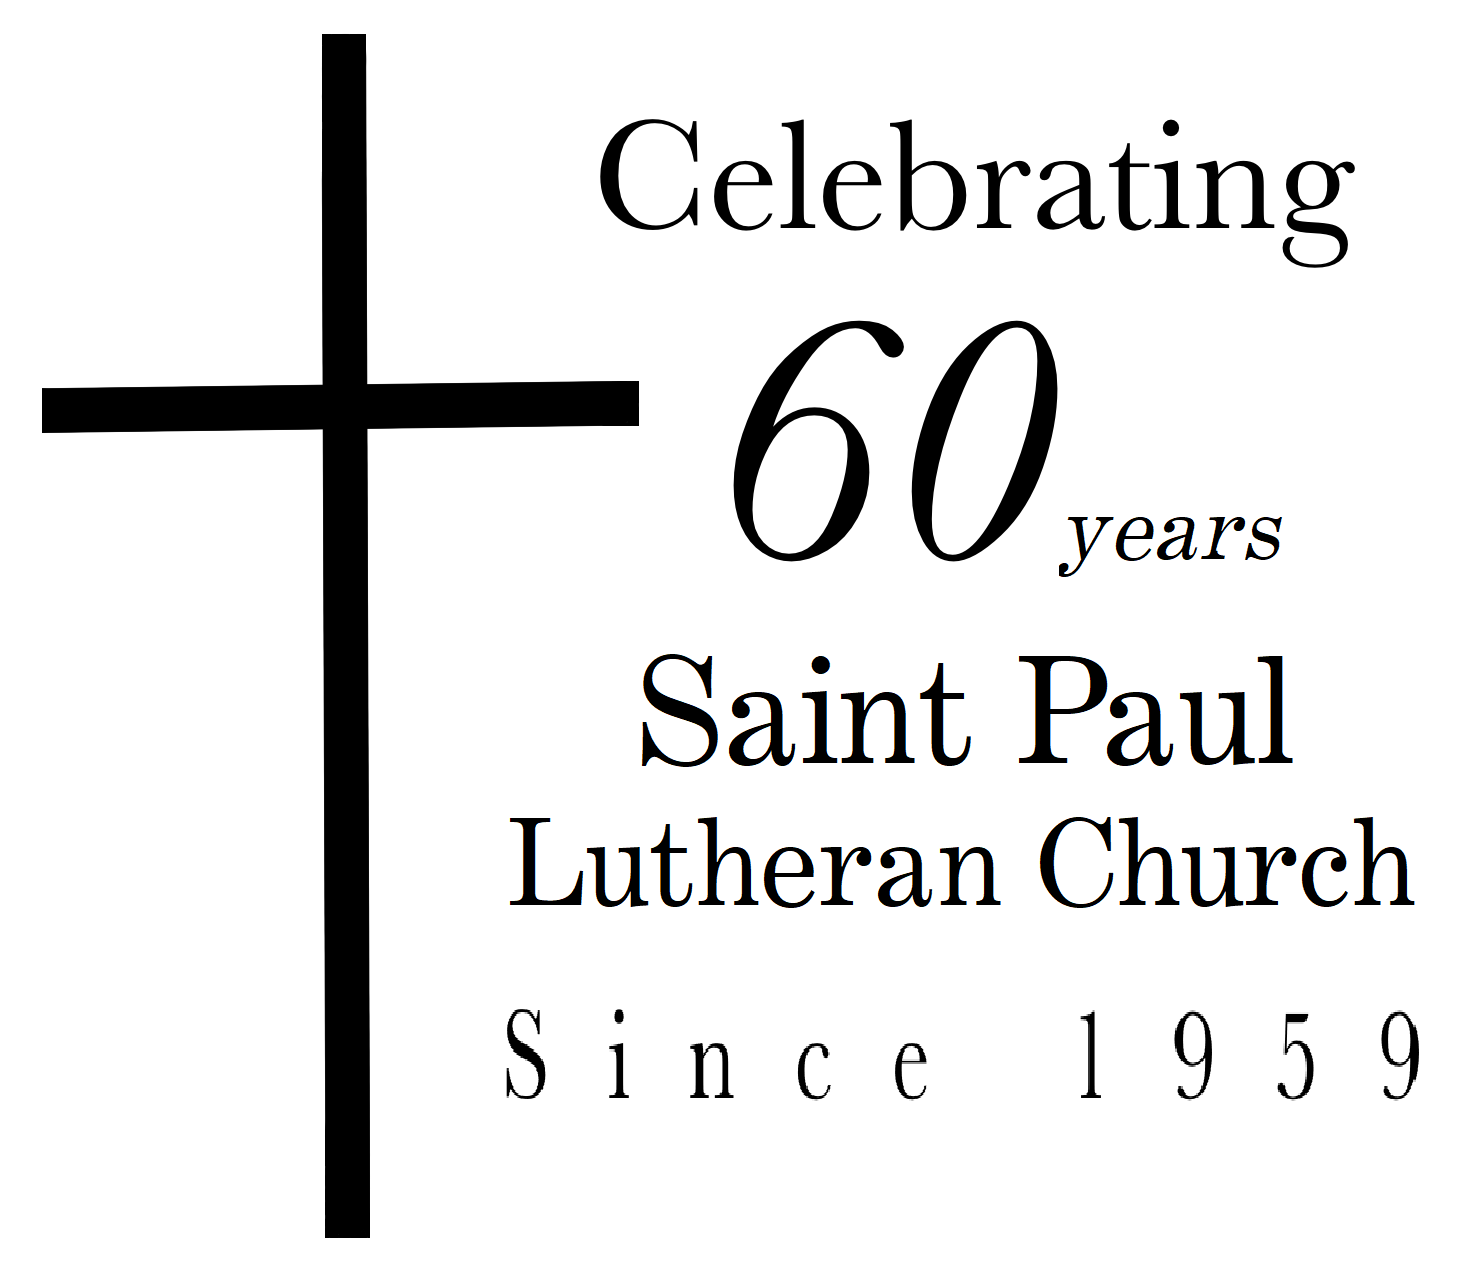 Celebrating
60 years
Saint Paul
Lutheran Church
Since 1959